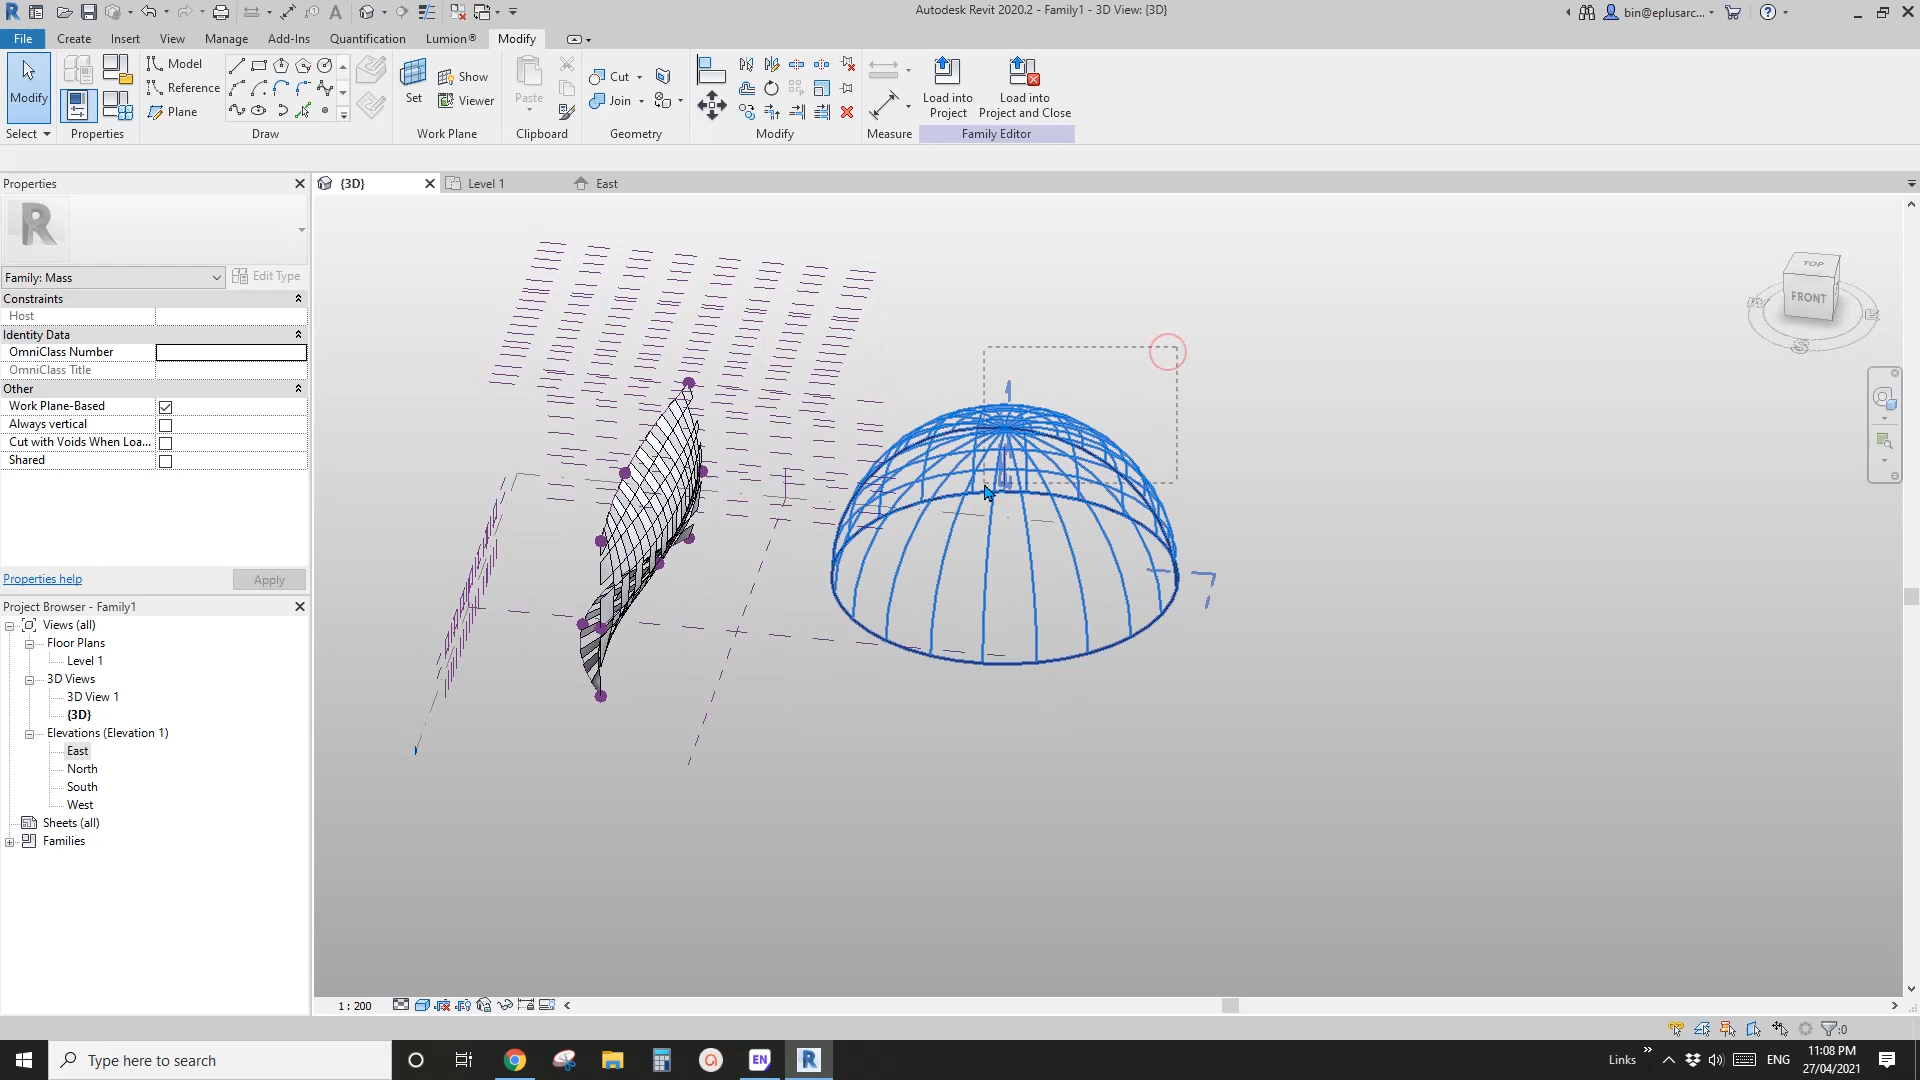 Autodesk Revit 2020.2 - Family1 - 3D View: {3D}
bin@eplusarc...
File Create Insert View Manage Add-Ins Quantification Lumion® Modify
Modify
Select
Properties
Model
Reference
Plane
Draw
Set
Show
Viewer
Work Plane
Paste
Clipboard
Cut
Join
Geometry
Modify
Measure
Load into
Project
Load into
Project and Close
Family Editor
Properties
{3D}
Level 1
East
R
Family: Mass
Edit Type
Constraints
Host
Identity Data
OmniClass Number
OmniClass Title
Other
Work Plane-Based
Always vertical
Cut with Voids When Loa...
Shared
Properties help
Apply
Project Browser - Family1
Views (all)
Floor Plans
Level 1
3D Views
3D View 1
{3D}
Elevations (Elevation 1)
East
North
South
West
Sheets (all)
Families
TOP
FRONT
W
E
S
1 : 200
:0
Type here to search
EN
Links
ENG
11:08 PM
27/04/2021